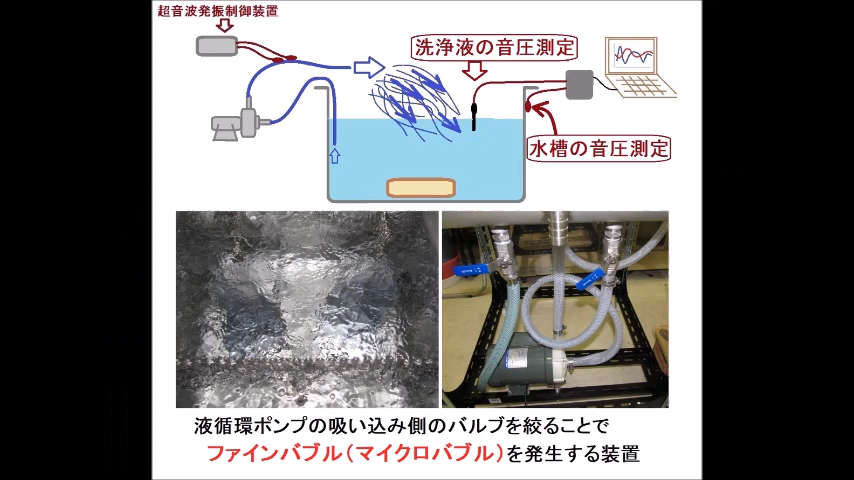 超音波発振制御装置
洗浄液の音圧測定
水槽の音圧測定
液循環ポンプの吸い込み側のバルブを絞ることで
ファインバブル(マイクロバブル)を発生する装置